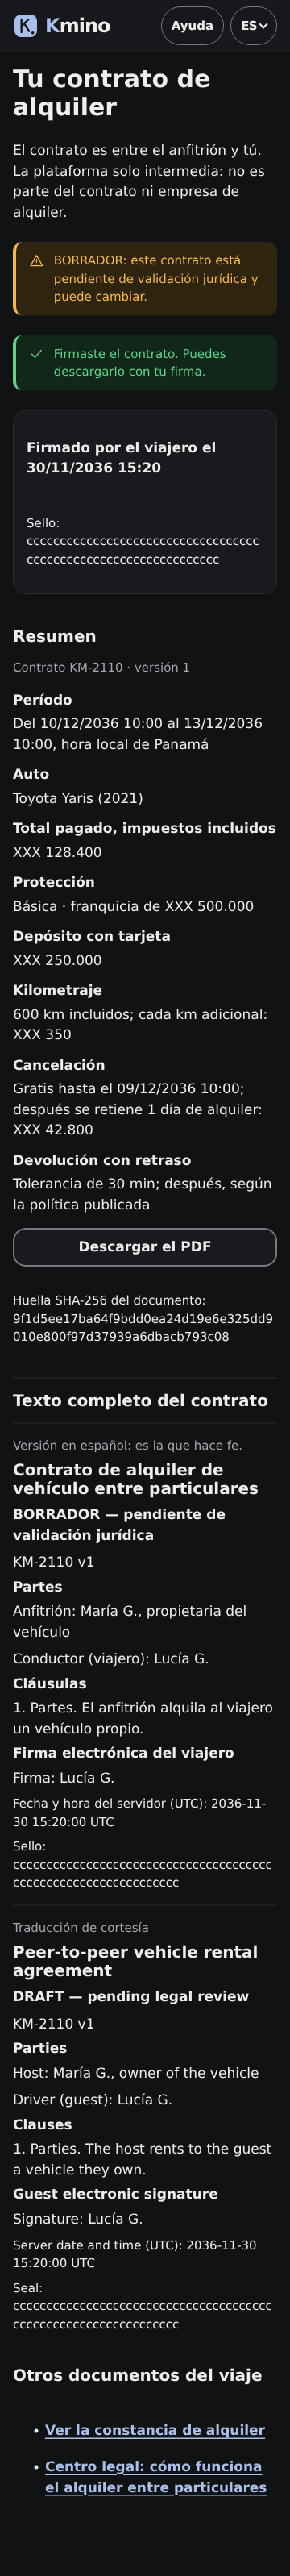 Kmino
Ayuda
ES
Tu contrato de
alquiler
El contrato es entre el anfitrión y tú.
La plataforma solo intermedia: no es
parte del contrato ni empresa de
alquiler.
BORRADOR: este contrato está
pendiente de validación jurídica y
puede cambiar.
Firmaste el contrato. Puedes
descargarlo con tu firma.
Firmado por el viajero el
30/11/2036 15:20
Sello:
ccccccccccccccccccccccccccccccccccc
ccccccccccccccccccccccccccccc
Resumen
Contrato KM-2110 · versión 1
Período
Del 10/12/2036 10:00 al 13/12/2036
10:00, hora local de Panamá
Auto
Toyota Yaris (2021)
Total pagado, impuestos incluidos
XXX 128.400
Protección
Básica · franquicia de XXX 500.000
Depósito con tarjeta
XXX 250.000
Kilometraje
600 km incluidos; cada km adicional:
XXX 350
Cancelación
Gratis hasta el 09/12/2036 10:00;
después se retiene 1 día de alquiler:
XXX 42.800
Devolución con retraso
Tolerancia de 30 min; después, según
la política publicada
Descargar el PDF
Huella SHA-256 del documento:
9f1d5ee17ba64f9bdd0ea24d19e6e325dd9
010e800f97d37939a6dbacb793c08
Texto completo del contrato
Versión en español: es la que hace fe.
Contrato de alquiler de
vehículo entre particulares
BORRADOR — pendiente de
validación jurídica
KM-2110 v1
Partes
Anfitrión: María G., propietaria del
vehículo
Conductor (viajero): Lucía G.
Cláusulas
1. Partes. El anfitrión alquila al viajero
un vehículo propio.
Firma electrónica del viajero
Firma: Lucía G.
Fecha y hora del servidor (UTC): 2036-11-
30 15:20:00 UTC
Sello:
ccccccccccccccccccccccccccccccccccccccc
ccccccccccccccccccccccccc
Traducción de cortesía
Peer-to-peer vehicle rental
agreement
DRAFT — pending legal review
KM-2110 v1
Parties
Host: María G., owner of the vehicle
Driver (guest): Lucía G.
Clauses
1. Parties. The host rents to the guest
a vehicle they own.
Guest electronic signature
Signature: Lucía G.
Server date and time (UTC): 2036-11-30
15:20:00 UTC
Seal:
ccccccccccccccccccccccccccccccccccccccc
ccccccccccccccccccccccccc
Otros documentos del viaje
• Ver la constancia de alquiler
• Centro legal: cómo funciona
el alquiler entre particulares